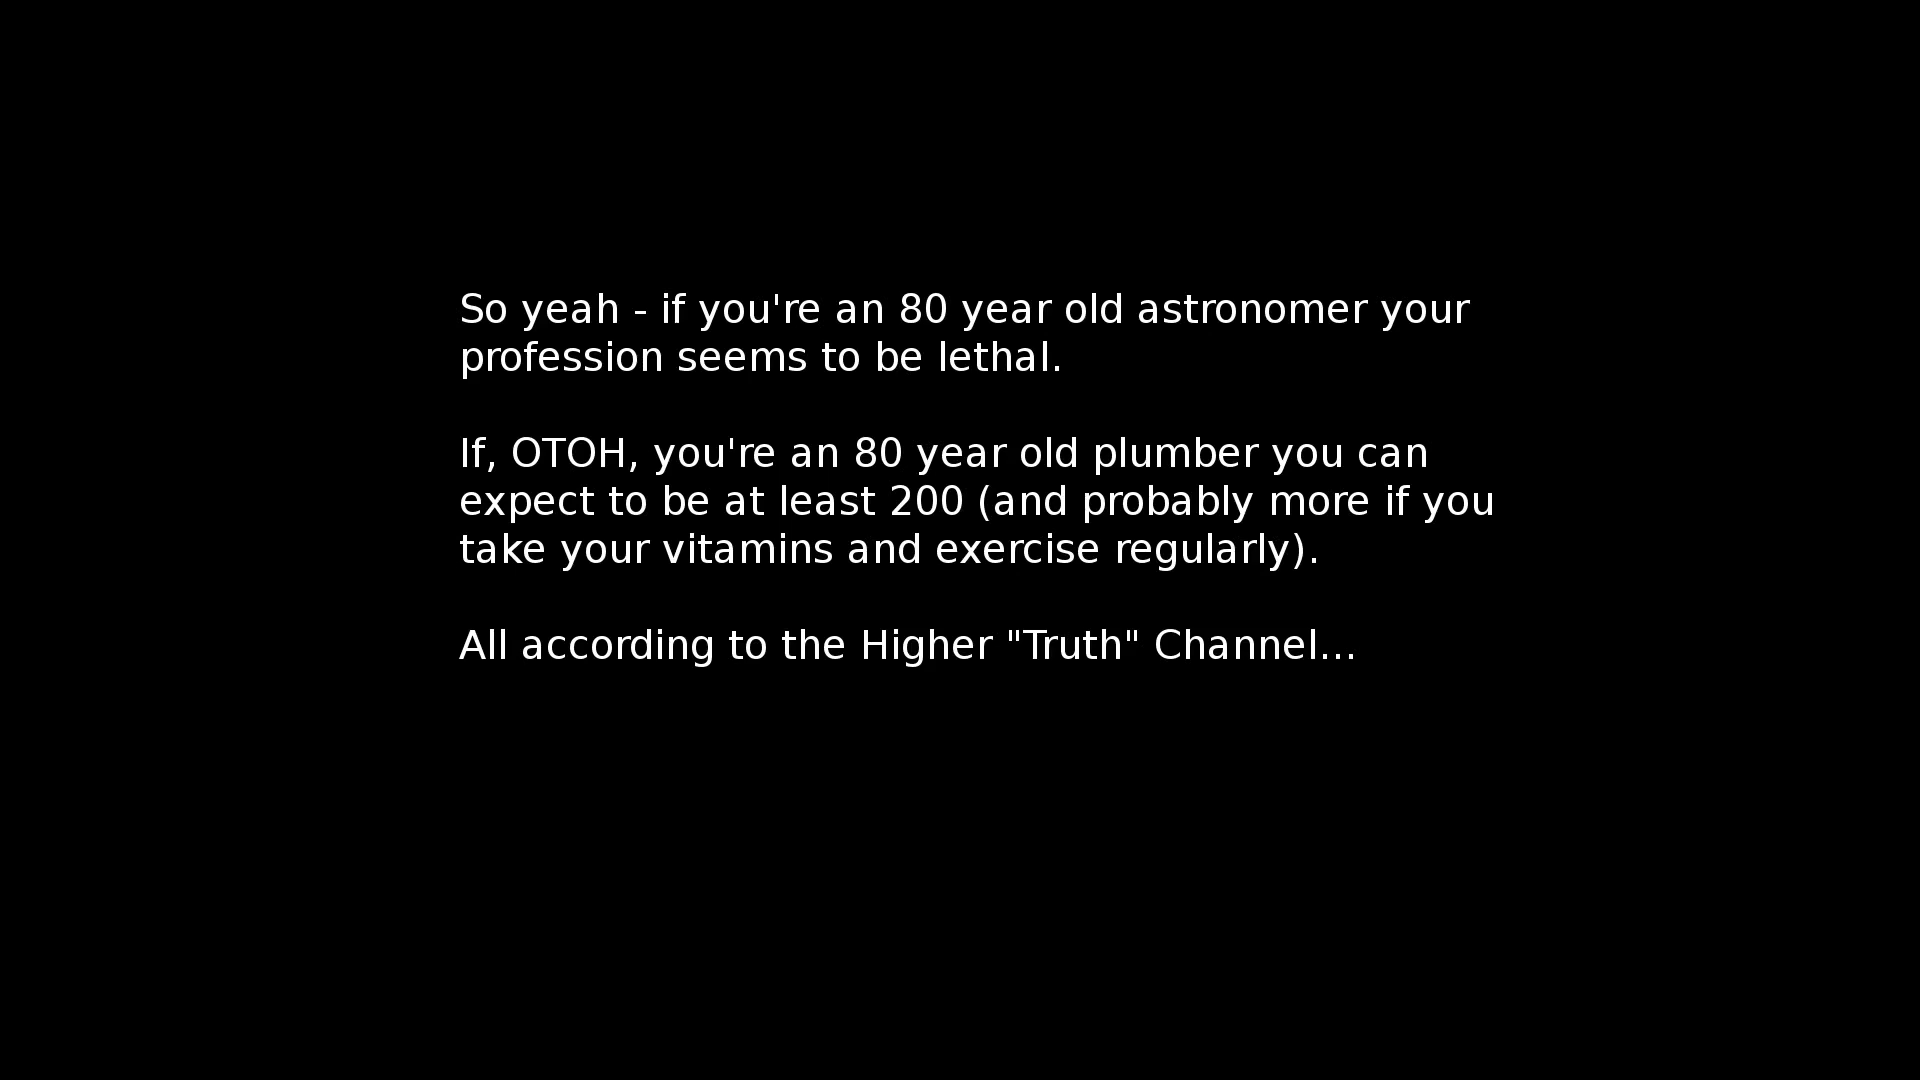 So yeah - if you're an 80 year old astronomer your
profession seems to be lethal.
If, OTOH, you're an 80 year old plumber you can
expect to be at least 200 (and probably more if you
take your vitamins and exercise regularly).
All according to the Higher "Truth" Channel...